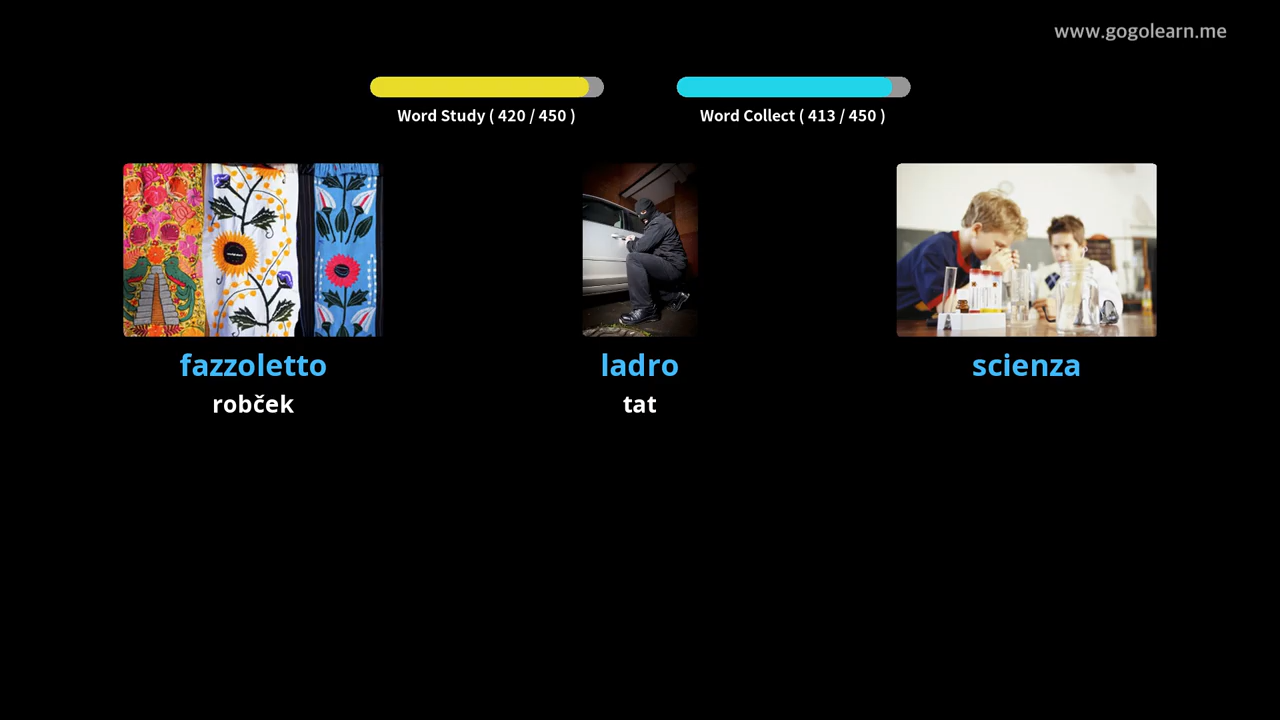 www.gogolearn.me
Word Study ( 420 / 450 )
Word Collect ( 413 / 450 )
fazzoletto
robček
ladro
tat
scienza